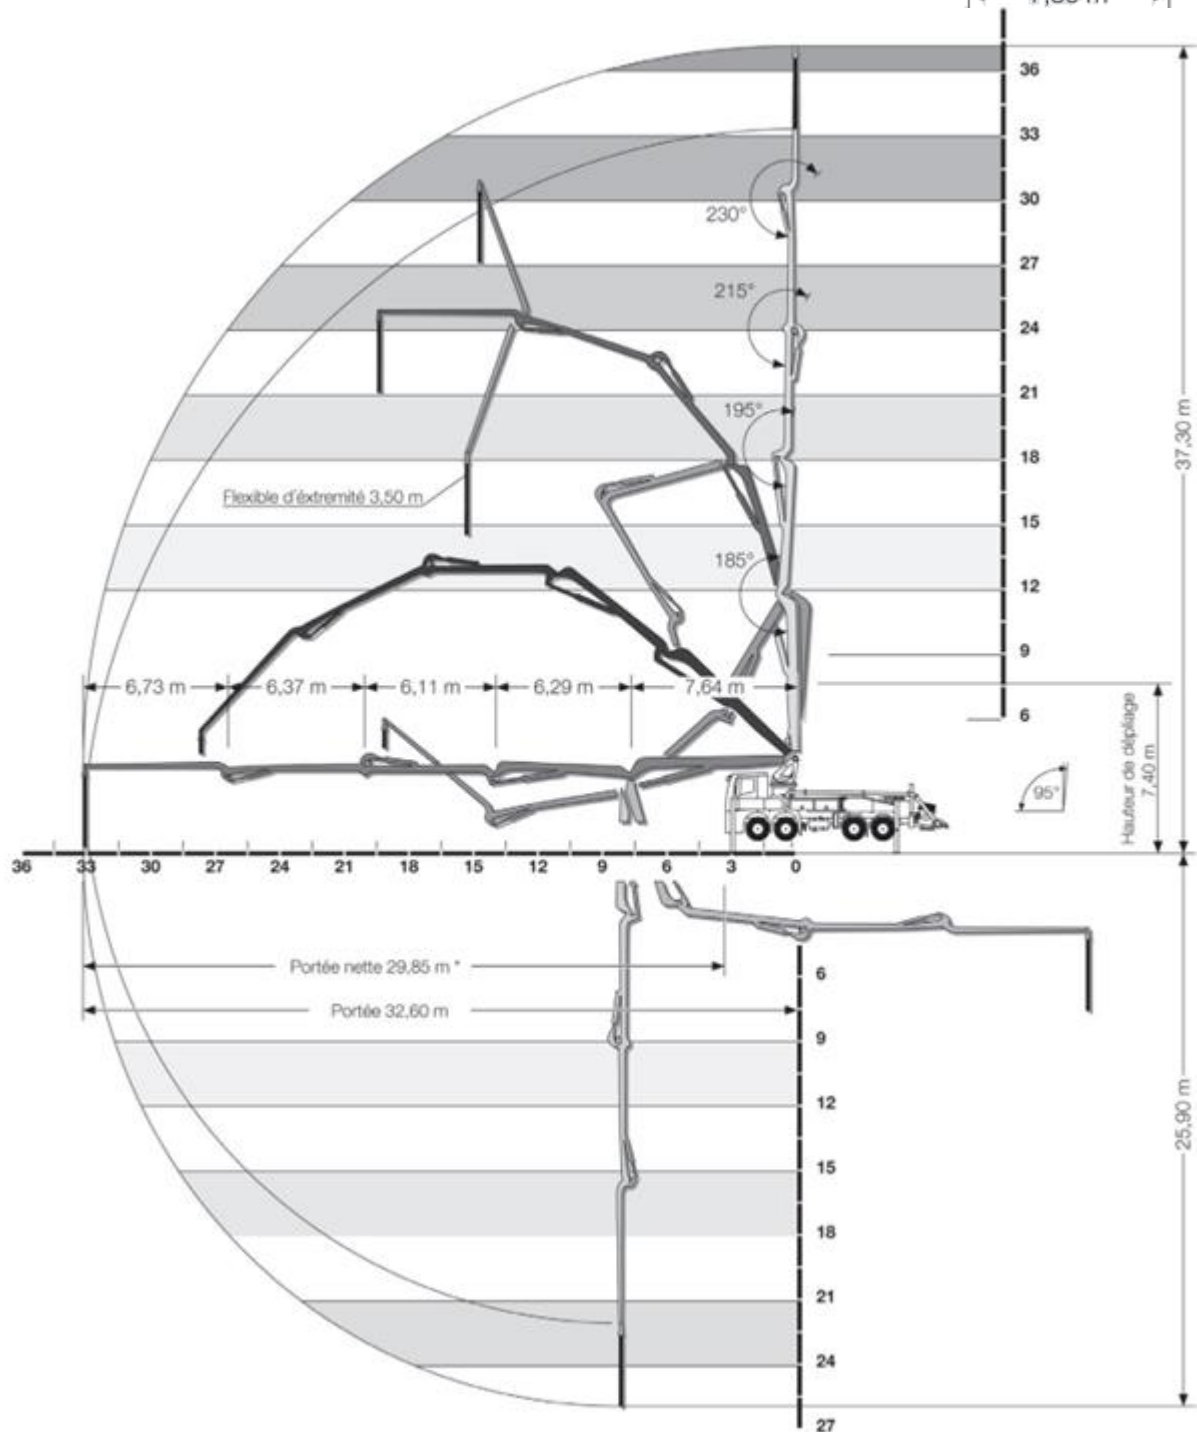 36
33
230°
30
27
215°
24
21
195°
37,30 m
18
Flexible d'éxtremité 3,50 m
15
185°
12
9
6,73 m
6,37 m
6,11 m
6,29 m
7,64 m
6
Hauteur de dépliage
7,40 m
95°
36 33 30 27 24 21 18 15 12 9 6 3 0
Portée nette 29,85 m *
6
Portée 32,60 m
9
12
25,90 m
15
18
21
24
27